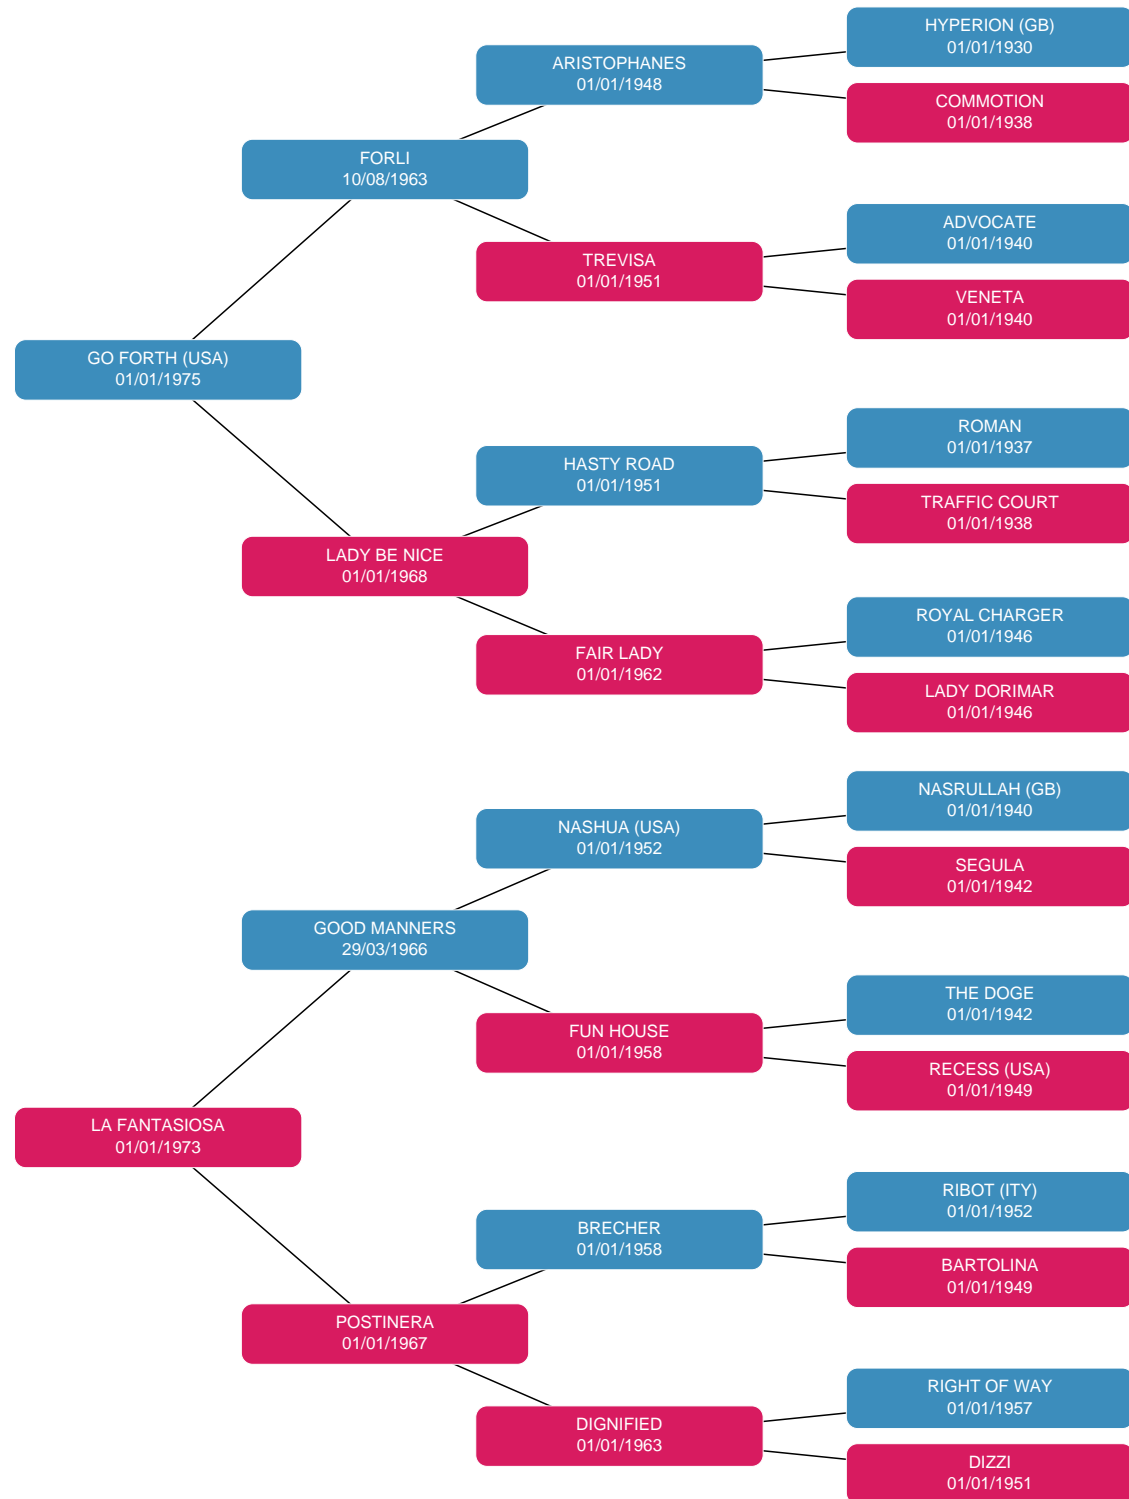 HYPERION (GB)
01/01/1930
ARISTOPHANES
01/01/1948
COMMOTION
01/01/1938
FORLI
10/08/1963
ADVOCATE
01/01/1940
TREVISA
01/01/1951
VENETA
01/01/1940
GO FORTH (USA)
01/01/1975
ROMAN
01/01/1937
HASTY ROAD
01/01/1951
TRAFFIC COURT
01/01/1938
LADY BE NICE
01/01/1968
ROYAL CHARGER
01/01/1946
FAIR LADY
01/01/1962
LADY DORIMAR
01/01/1946
NASRULLAH (GB)
01/01/1940
NASHUA (USA)
01/01/1952
SEGULA
01/01/1942
GOOD MANNERS
29/03/1966
THE DOGE
01/01/1942
FUN HOUSE
01/01/1958
RECESS (USA)
01/01/1949
LA FANTASIOSA
01/01/1973
RIBOT (ITY)
01/01/1952
BRECHER
01/01/1958
BARTOLINA
01/01/1949
POSTINERA
01/01/1967
RIGHT OF WAY
01/01/1957
DIGNIFIED
01/01/1963
DIZZI
01/01/1951